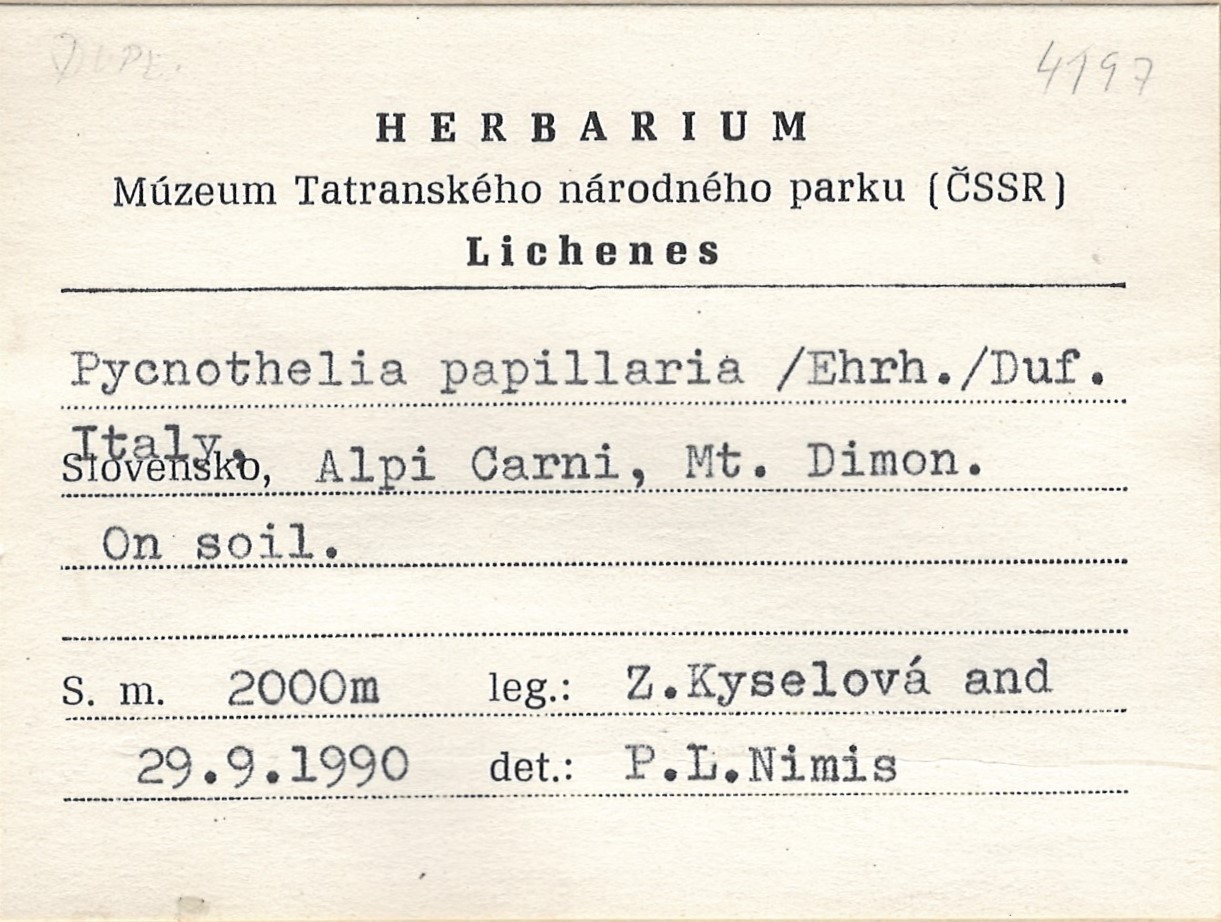 DUPL.
4197
HERBARIUM
Múzeum Tatranského národného parku (ČSSR)
Lichenes
Pycnothelia papillaria /Ehrh./Duf.
Italy.
Slovensko, Alpi Carni, Mt. Dimon.
On soil.
S. m. 2000m leg.: Z.Kyselová and
29.9.1990 det.: P.L.Nimis